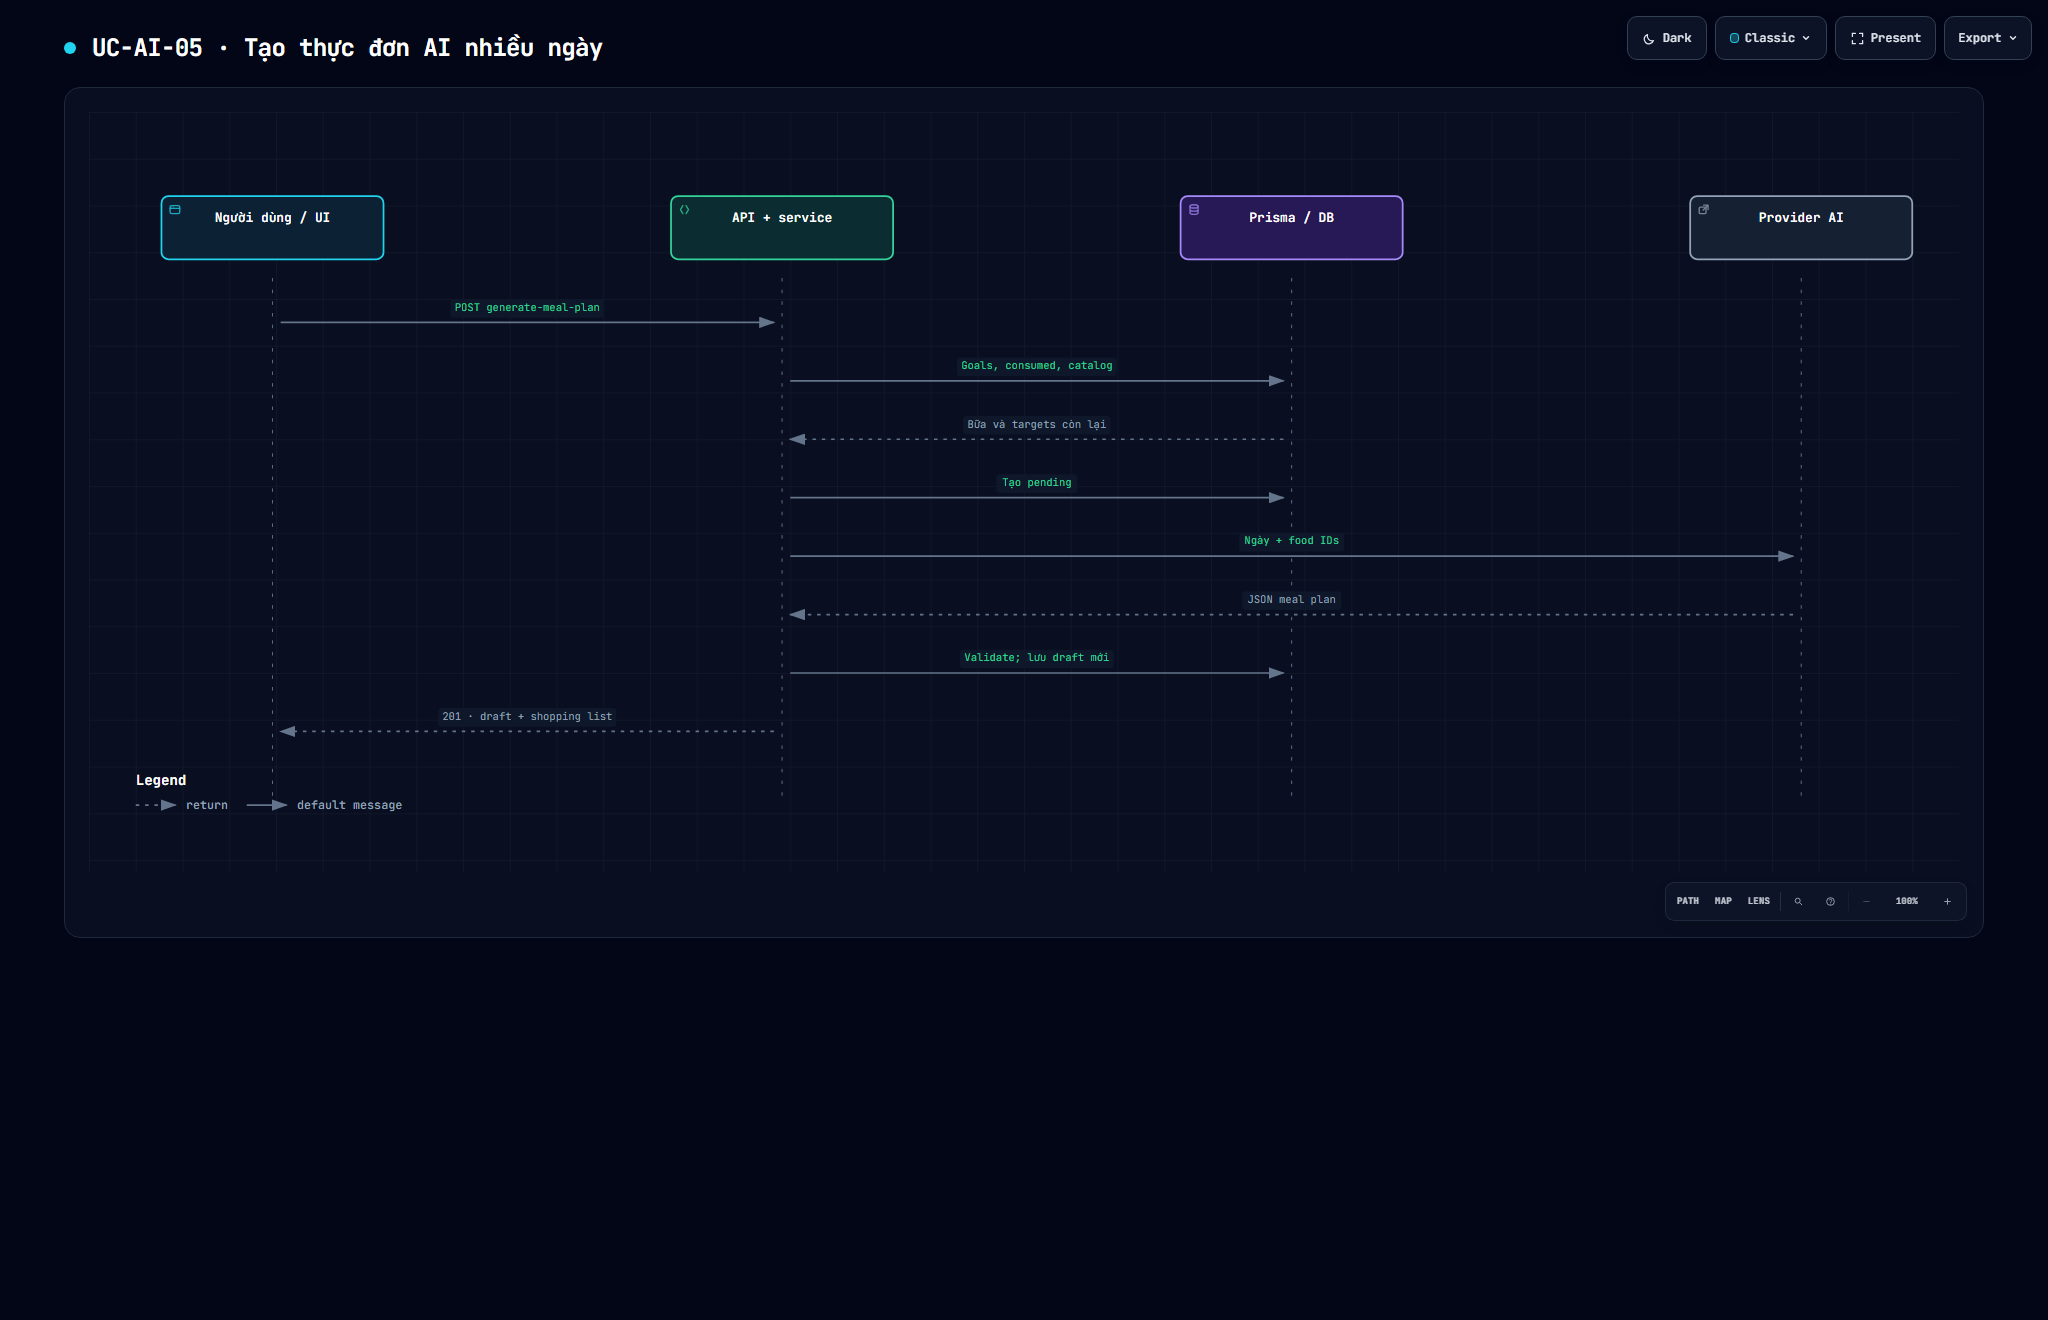 UC-AI-05 · Tạo thực đơn AI nhiều ngày
Dark
Classic
Present
Export
Người dùng / UI
API + service
Prisma / DB
Provider AI
POST generate-meal-plan
Goals, consumed, catalog
Bữa và targets còn lại
Tạo pending
Ngày + food IDs
JSON meal plan
Validate; lưu draft mới
201 · draft + shopping list
Legend
return
default message
PATH
MAP
LENS
100%